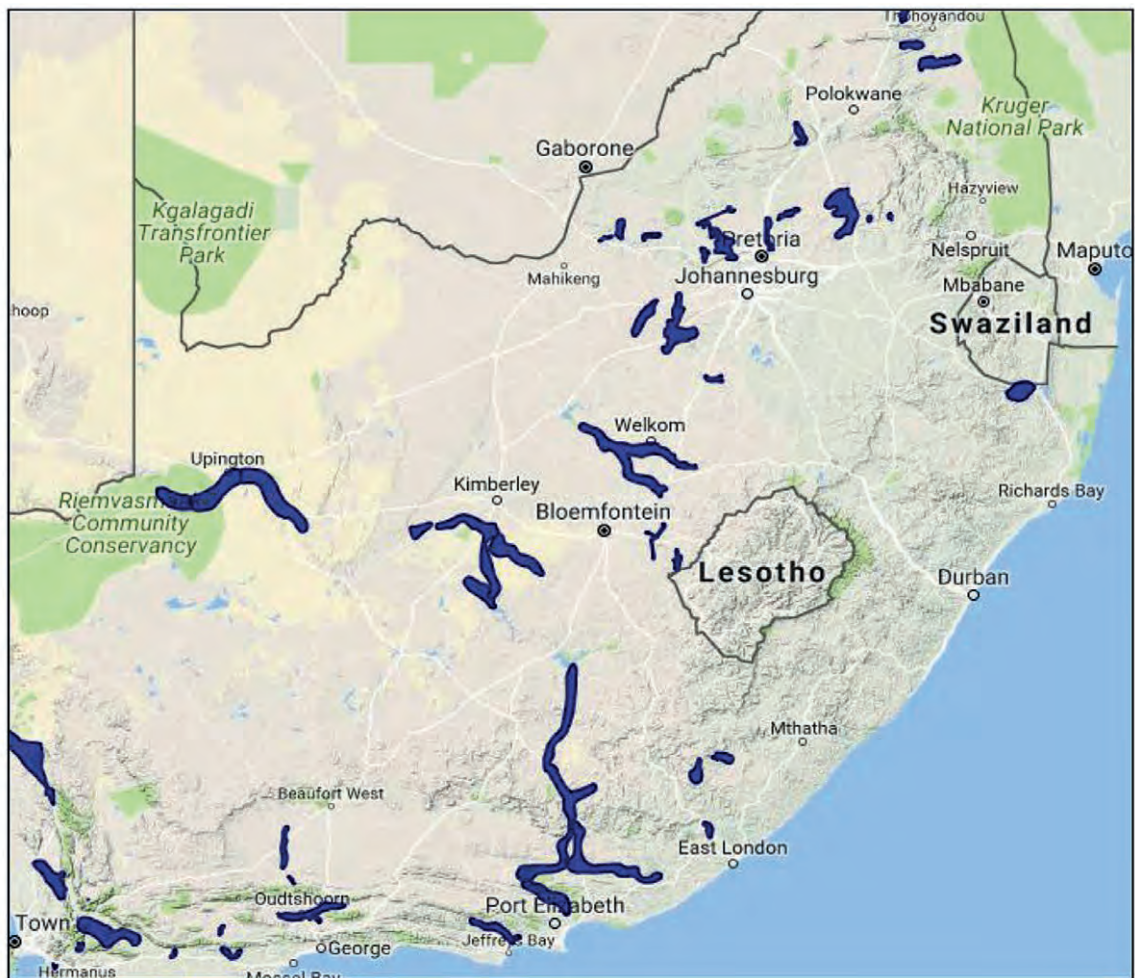 Thohoyandou
Polokwane
Kruger
National Park
Gaborone
Hazyview
Kgalagadi
Transfrontier
Park
Pretoria
Nelspruit
Maputo
Mahikeng
Johannesburg
Mbabane
hoop
Swaziland
Welkom
Upington
Kimberley
Richards Bay
Community
Conservancy
Bloemfontein
Lesotho
Durban
Mthatha
Beaufort West
East London
Oudtshoorn
Port Elizabeth
Town
George
Jeffreys Bay
Hermanus
Mossel Bay